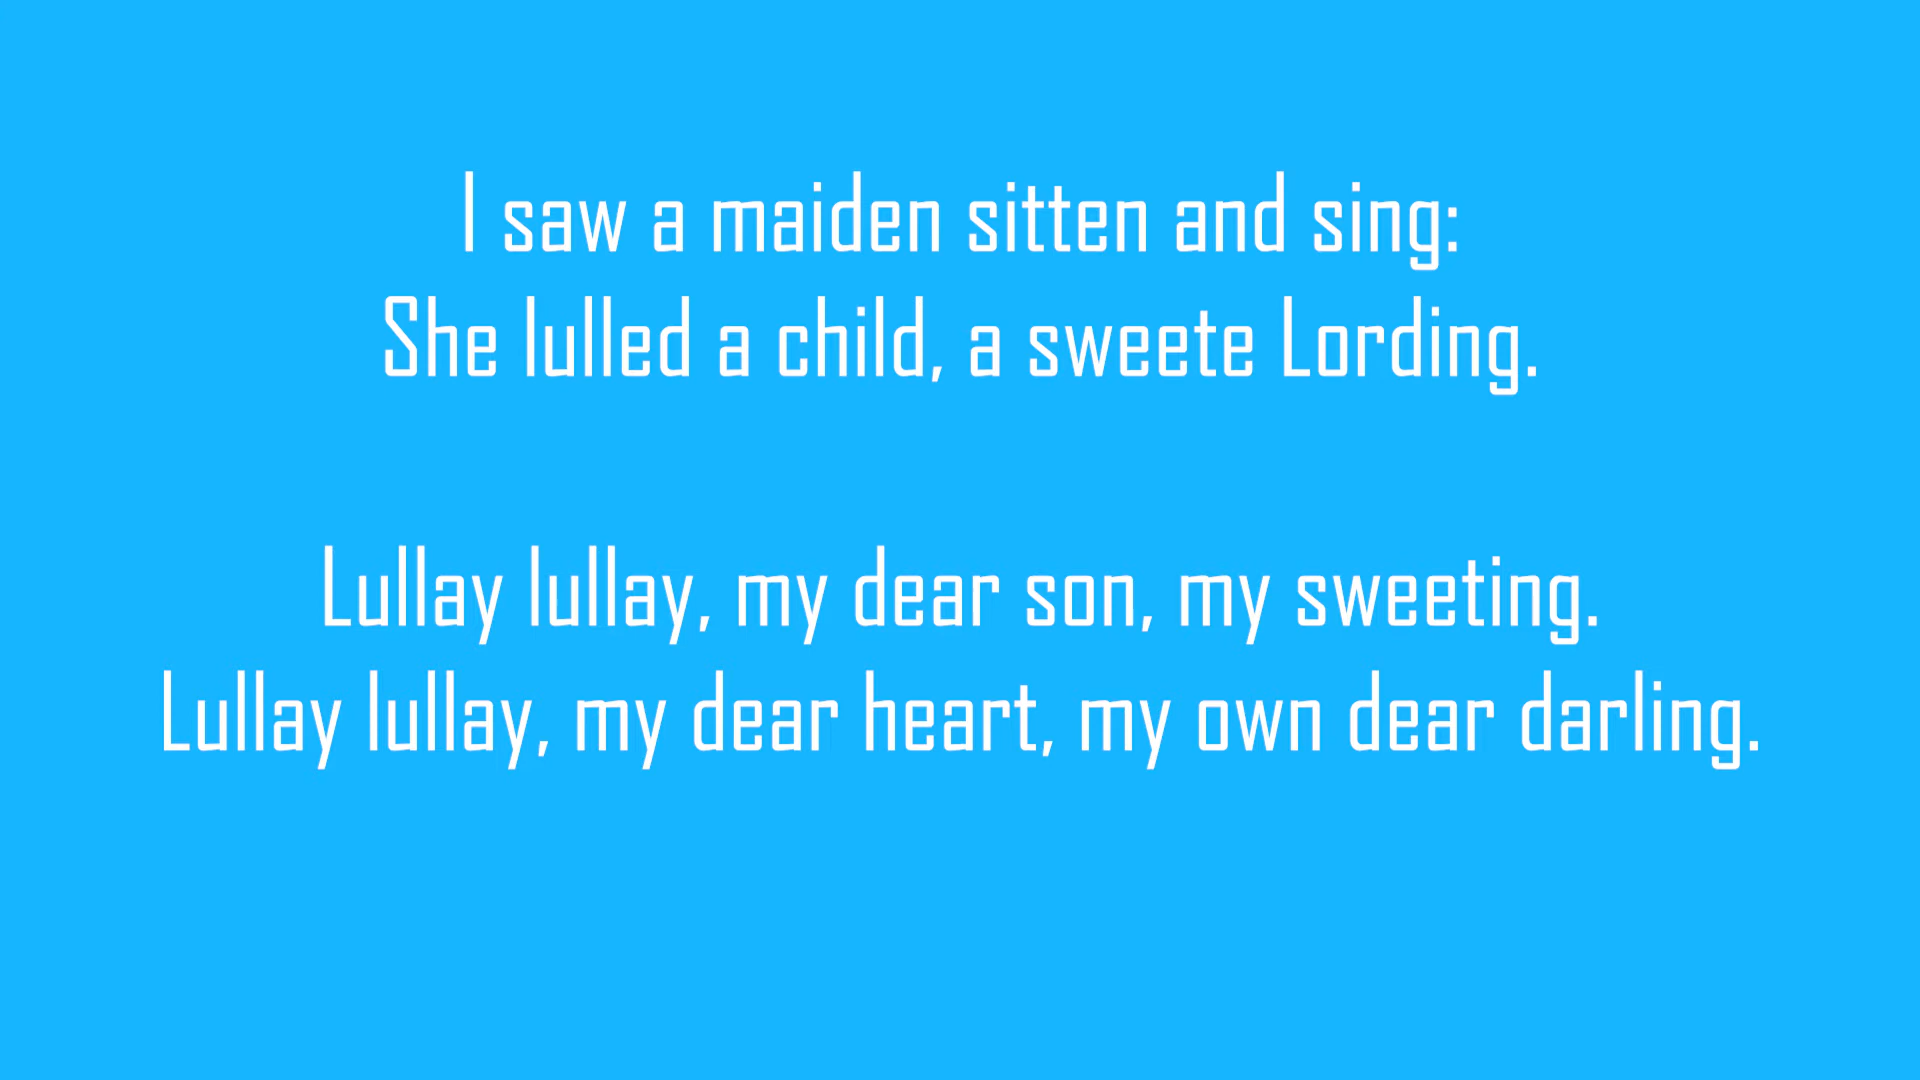 I saw a maiden sitten and sing:
She lulled a child, a sweete Lording.
Lullay lullay, my dear son, my sweeting.
Lullay lullay, my dear heart, my own dear darling.